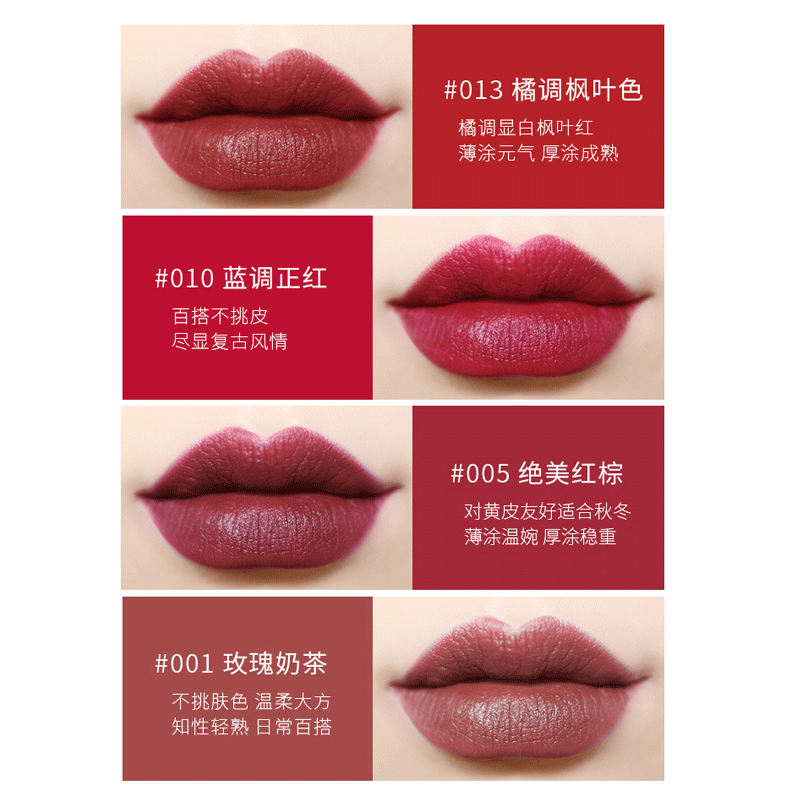 #013 橘调枫叶色
橘调显白枫叶红
薄涂元气 厚涂成熟
#010 蓝调正红
百搭不挑皮
尽显复古风情
#005 绝美红棕
对黄皮友好适合秋冬
薄涂温婉 厚涂稳重
#001 玫瑰奶茶
不挑肤色 温柔大方
知性轻熟 日常百搭